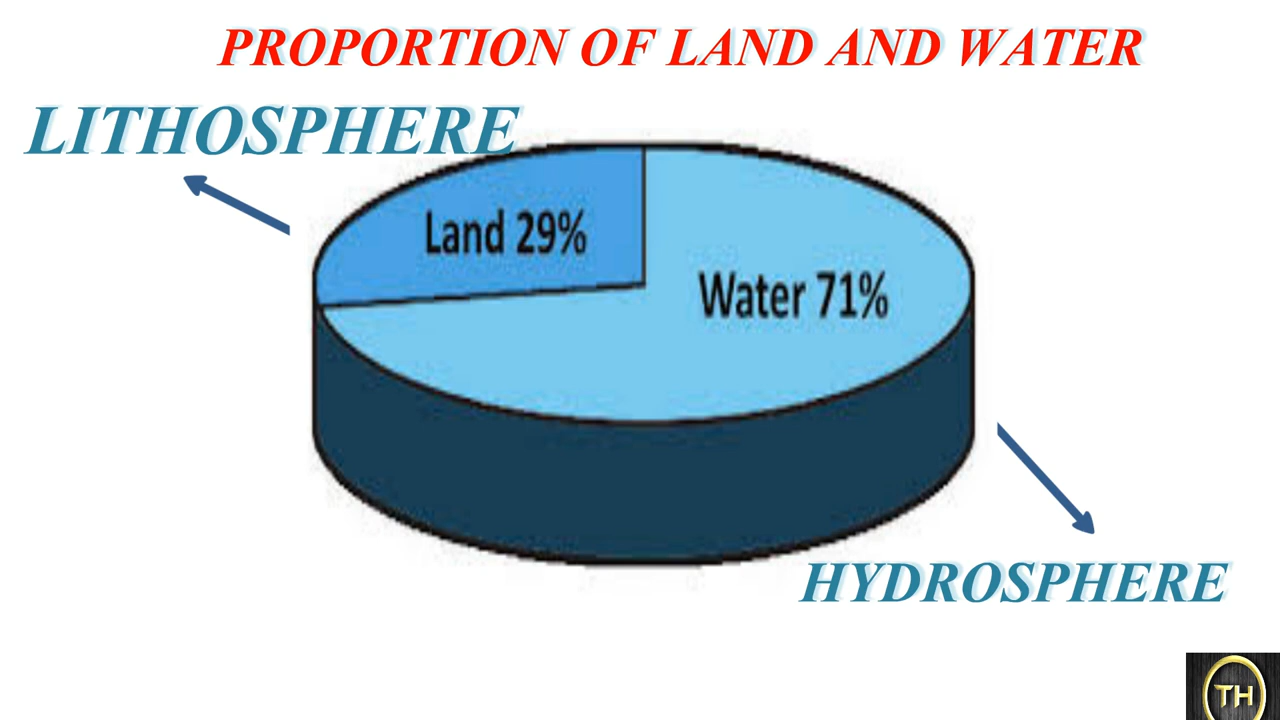 PROPORTION OF LAND AND WATER
LITHOSPHERE
Land 29%
Water 71%
HYDROSPHERE
TH